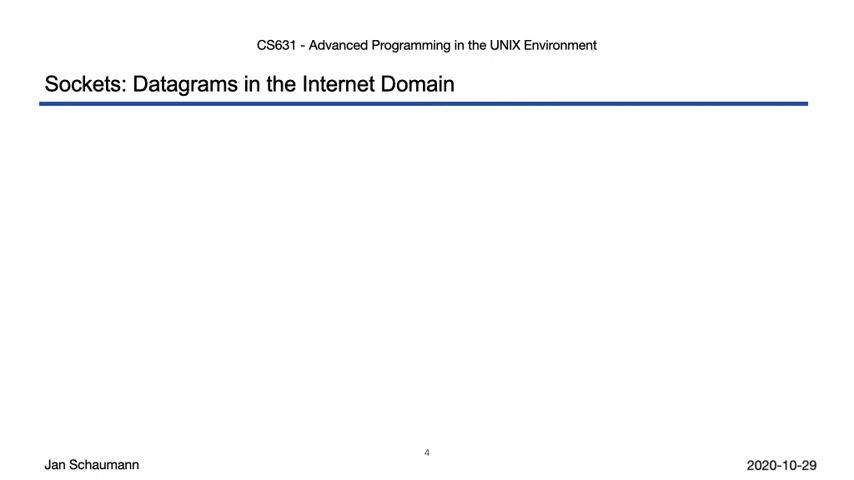 CS631 - Advanced Programming in the UNIX Environment
Sockets: Datagrams in the Internet Domain
4
Jan Schaumann
2020-10-29